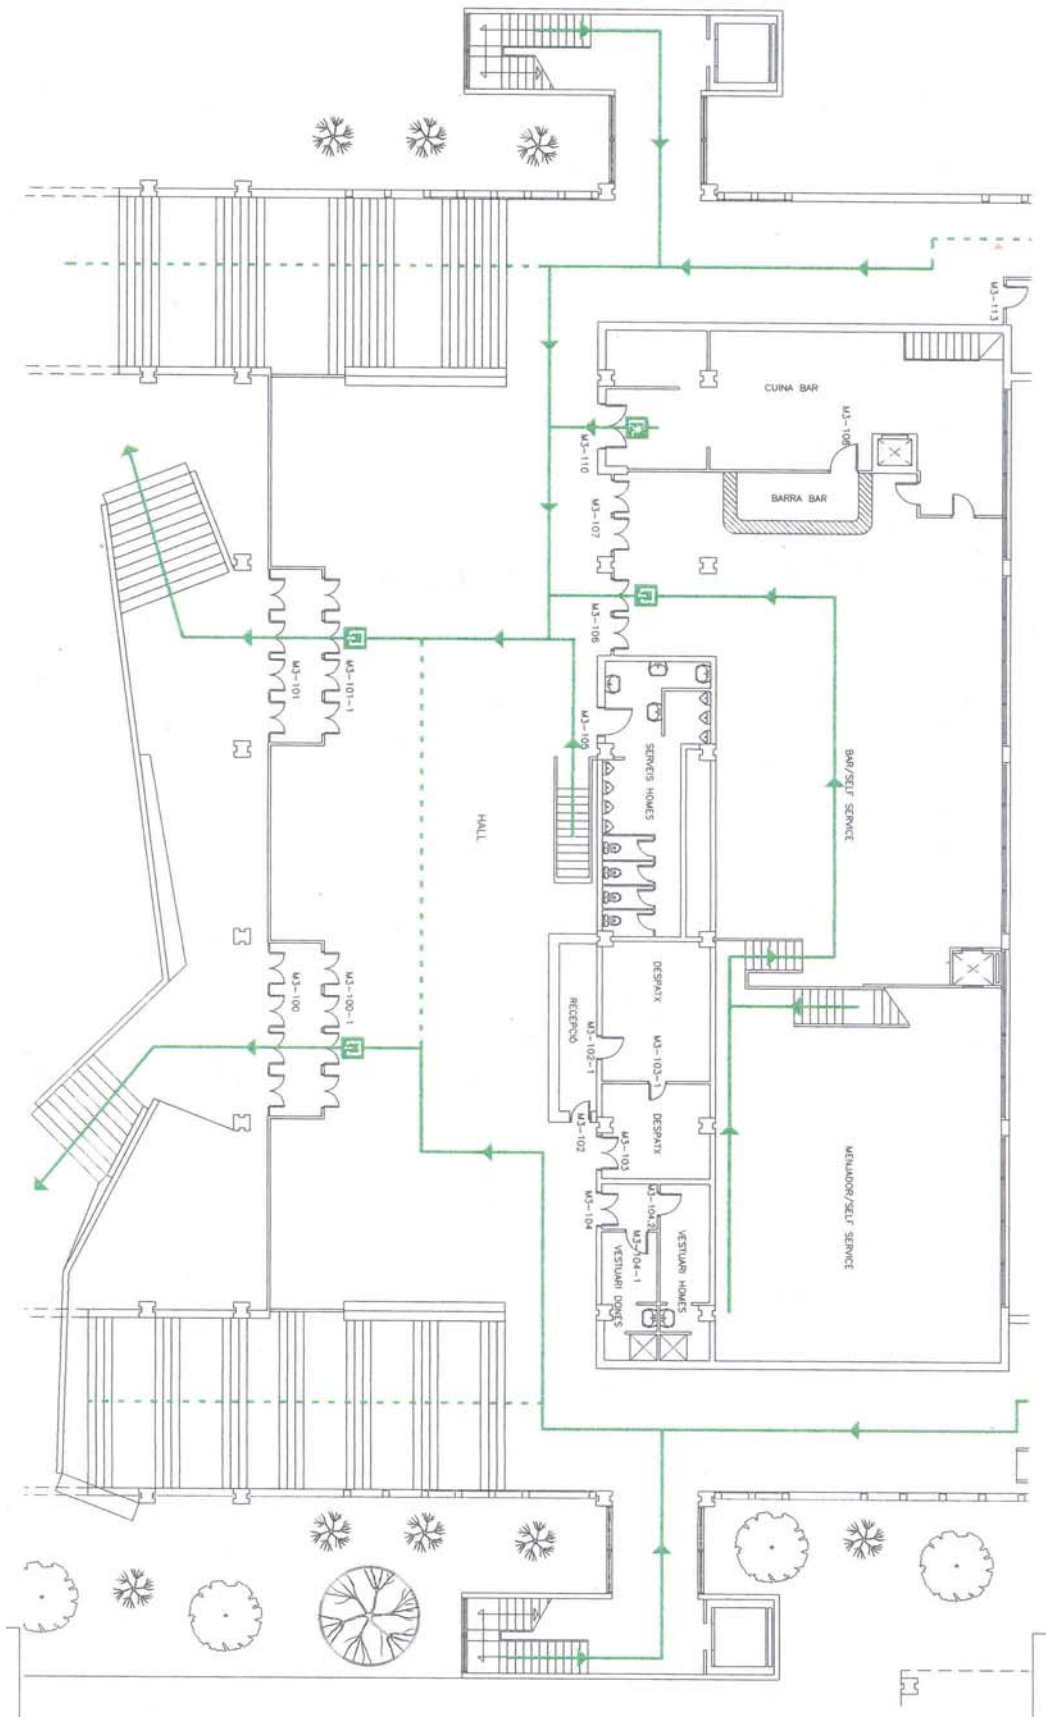 M3-113
CUINA BAR
M3-108
M3-110
BARRA BAR
M3-107
M3-106
M3-101-1
M3-101
M3-105
SERVEIS HOMES
BAR/SELF SERVICE
HALL
DESPATX
RECEPCIÓ
M3-100-1
M3-100
M3-102-1
M3-103-1
M3-102
DESPATX
M3-103
MENJADOR/SELF SERVICE
M3-104
M3-104.2
M3-104-1
VESTUARI HOMES
VESTUARI DONES